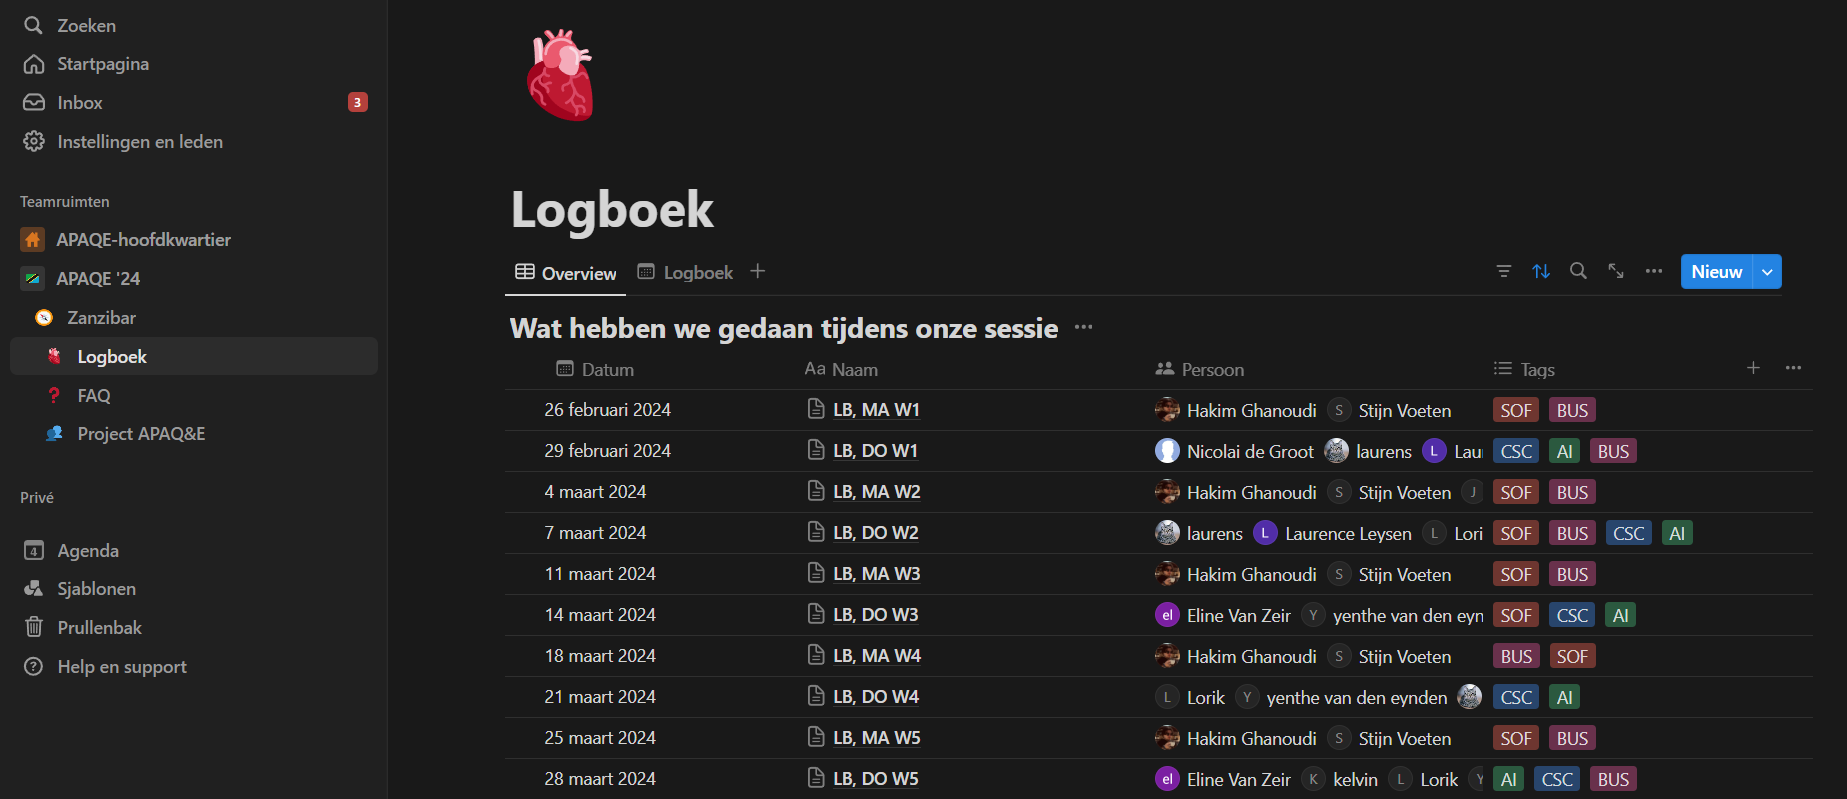 Zoeken
Startpagina
Inbox 3
Instellingen en leden
Teamruimten
APAQE-hoofdkwartier
APAQE '24
Zanzibar
Logboek
FAQ
Project APAQ&E
Privé
4 Agenda
Sjablonen
Prullenbak
Help en support
Logboek
Overview Logboek Nieuw
Wat hebben we gedaan tijdens onze sessie
Datum Aa Naam Persoon Tags
26 februari 2024 LB, MA W1 Hakim Ghanoudi S Stijn Voeten SOF BUS
29 februari 2024 LB, DO W1 Nicolai de Groot laurens L Lau CSC AI BUS
4 maart 2024 LB, MA W2 Hakim Ghanoudi S Stijn Voeten J SOF BUS
7 maart 2024 LB, DO W2 laurens L Laurence Leysen L Lori SOF BUS CSC AI
11 maart 2024 LB, MA W3 Hakim Ghanoudi S Stijn Voeten SOF BUS
14 maart 2024 LB, DO W3 el Eline Van Zeir Y yenthe van den eyn SOF CSC AI
18 maart 2024 LB, MA W4 Hakim Ghanoudi S Stijn Voeten BUS SOF
21 maart 2024 LB, DO W4 L Lorik Y yenthe van den eynden CSC AI
25 maart 2024 LB, MA W5 Hakim Ghanoudi S Stijn Voeten SOF BUS
28 maart 2024 LB, DO W5 el Eline Van Zeir K kelvin L Lorik Y AI CSC BUS